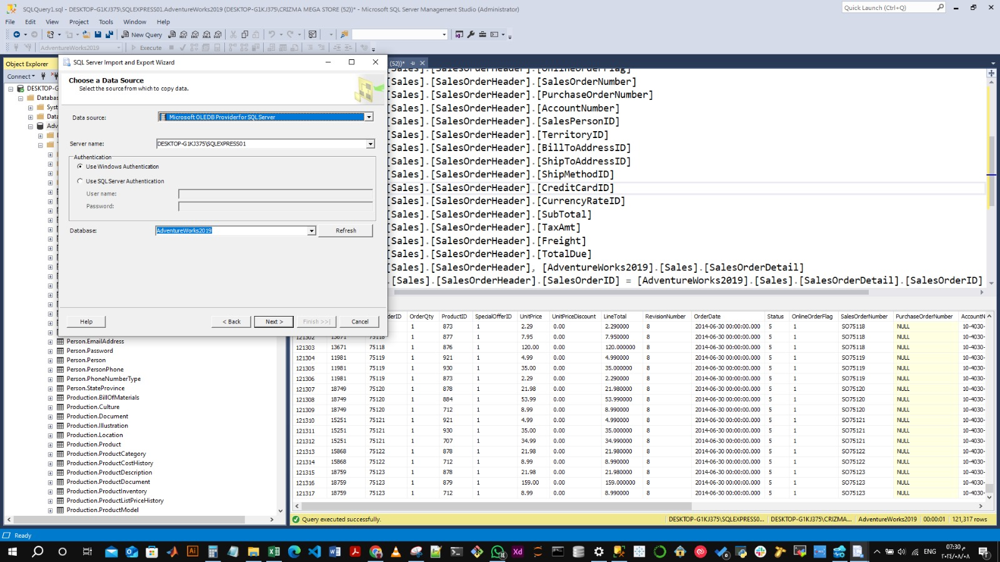 SQLQuery1.sql - DESKTOP-G1KJ375\SQLEXPRESS01.AdventureWorks2019 (DESKTOP-G1KJ375\CRIZMA MEGA STORE (52))* - Microsoft SQL Server Management Studio (Administrator)
Quick Launch (Ctrl+Q)
File Edit View Project Tools Window Help
New Query
AdventureWorks2019 Execute
Object Explorer
Connect
DESKTOP-G
Databas
Syst
Data
Adv
SQL Server Import and Export Wizard
Choose a Data Source
Select the source from which to copy data.
Data source: Microsoft OLEDB Provider for SQL Server
Server name: DESKTOP-G1KJ375\SQLEXPRESS01
Authentication
Use Windows Authentication
Use SQL Server Authentication
User name:
Password:
Database: AdventureWorks2019 Refresh
Help < Back Next > Finish >>| Cancel
Person.EmailAddress
Person.Password
Person.Person
Person.PersonPhone
Person.PhoneNumberType
Person.StateProvince
Production.BillOfMaterials
Production.Culture
Production.Document
Production.Illustration
Production.Location
Production.Product
Production.ProductCategory
Production.ProductCostHistory
Production.ProductDescription
Production.ProductDocument
Production.ProductInventory
Production.ProductListPriceHistory
Production.ProductModel
(52))*
[Sales].[SalesOrderHeader].[OnlineOrderFlag]
[Sales].[SalesOrderHeader].[SalesOrderNumber]
[Sales].[SalesOrderHeader].[PurchaseOrderNumber]
[Sales].[SalesOrderHeader].[AccountNumber]
[Sales].[SalesOrderHeader].[SalesPersonID]
[Sales].[SalesOrderHeader].[TerritoryID]
[Sales].[SalesOrderHeader].[BillToAddressID]
[Sales].[SalesOrderHeader].[ShipToAddressID]
[Sales].[SalesOrderHeader].[ShipMethodID]
[Sales].[SalesOrderHeader].[CreditCardID]
[Sales].[SalesOrderHeader].[CurrencyRateID]
[Sales].[SalesOrderHeader].[SubTotal]
[Sales].[SalesOrderHeader].[TaxAmt]
[Sales].[SalesOrderHeader].[Freight]
[Sales].[SalesOrderHeader].[TotalDue]
[Sales].[SalesOrderHeader], [AdventureWorks2019].[Sales].[SalesOrderDetail]
.[Sales].[SalesOrderHeader].[SalesOrderID] = [AdventureWorks2019].[Sales].[SalesOrderDetail].[SalesOrderID]
erID OrderQty ProductID SpecialOfferID UnitPrice UnitPriceDiscount LineTotal RevisionNumber OrderDate Status OnlineOrderFlag SalesOrderNumber PurchaseOrderNumber AccountN
1 873 1 2.29 0.00 2.290000 8 2014-06-30 00:00:00.000 5 1 SO75118 NULL 10-4030-
121302 13671 75118 1 877 1 7.95 0.00 7.950000 8 2014-06-30 00:00:00.000 5 1 SO75118 NULL 10-4030-
121303 13671 75118 1 876 1 120.00 0.00 120.000000 8 2014-06-30 00:00:00.000 5 1 SO75118 NULL 10-4030-
121304 11981 75119 1 921 1 4.99 0.00 4.990000 8 2014-06-30 00:00:00.000 5 1 SO75119 NULL 10-4030-
121305 11981 75119 1 930 1 35.00 0.00 35.000000 8 2014-06-30 00:00:00.000 5 1 SO75119 NULL 10-4030-
121306 11981 75119 1 873 1 2.29 0.00 2.290000 8 2014-06-30 00:00:00.000 5 1 SO75119 NULL 10-4030-
121307 18749 75120 1 878 1 21.98 0.00 21.980000 8 2014-06-30 00:00:00.000 5 1 SO75120 NULL 10-4030-
121308 18749 75120 1 884 1 53.99 0.00 53.990000 8 2014-06-30 00:00:00.000 5 1 SO75120 NULL 10-4030-
121309 18749 75120 1 712 1 8.99 0.00 8.990000 8 2014-06-30 00:00:00.000 5 1 SO75120 NULL 10-4030-
121310 15251 75121 1 921 1 4.99 0.00 4.990000 8 2014-06-30 00:00:00.000 5 1 SO75121 NULL 10-4030-
121311 15251 75121 1 930 1 35.00 0.00 35.000000 8 2014-06-30 00:00:00.000 5 1 SO75121 NULL 10-4030-
121312 15251 75121 1 707 1 34.99 0.00 34.990000 8 2014-06-30 00:00:00.000 5 1 SO75121 NULL 10-4030-
121313 15868 75122 1 878 1 21.98 0.00 21.980000 8 2014-06-30 00:00:00.000 5 1 SO75122 NULL 10-4030-
121314 15868 75122 1 712 1 8.99 0.00 8.990000 8 2014-06-30 00:00:00.000 5 1 SO75122 NULL 10-4030-
121315 18759 75123 1 878 1 21.98 0.00 21.980000 8 2014-06-30 00:00:00.000 5 1 SO75123 NULL 10-4030-
121316 18759 75123 1 879 1 159.00 0.00 159.000000 8 2014-06-30 00:00:00.000 5 1 SO75123 NULL 10-4030-
121317 18759 75123 1 712 1 8.99 0.00 8.990000 8 2014-06-30 00:00:00.000 5 1 SO75123 NULL 10-4030-
Query executed successfully. DESKTOP-G1KJ375\SQLEXPRESS0... DESKTOP-G1KJ375\CRIZMA... AdventureWorks2019 00:00:01 121,317 rows
Ready
Ai Xd ENG
07:30 م
٢٠٢٤/٠٨/٠٨